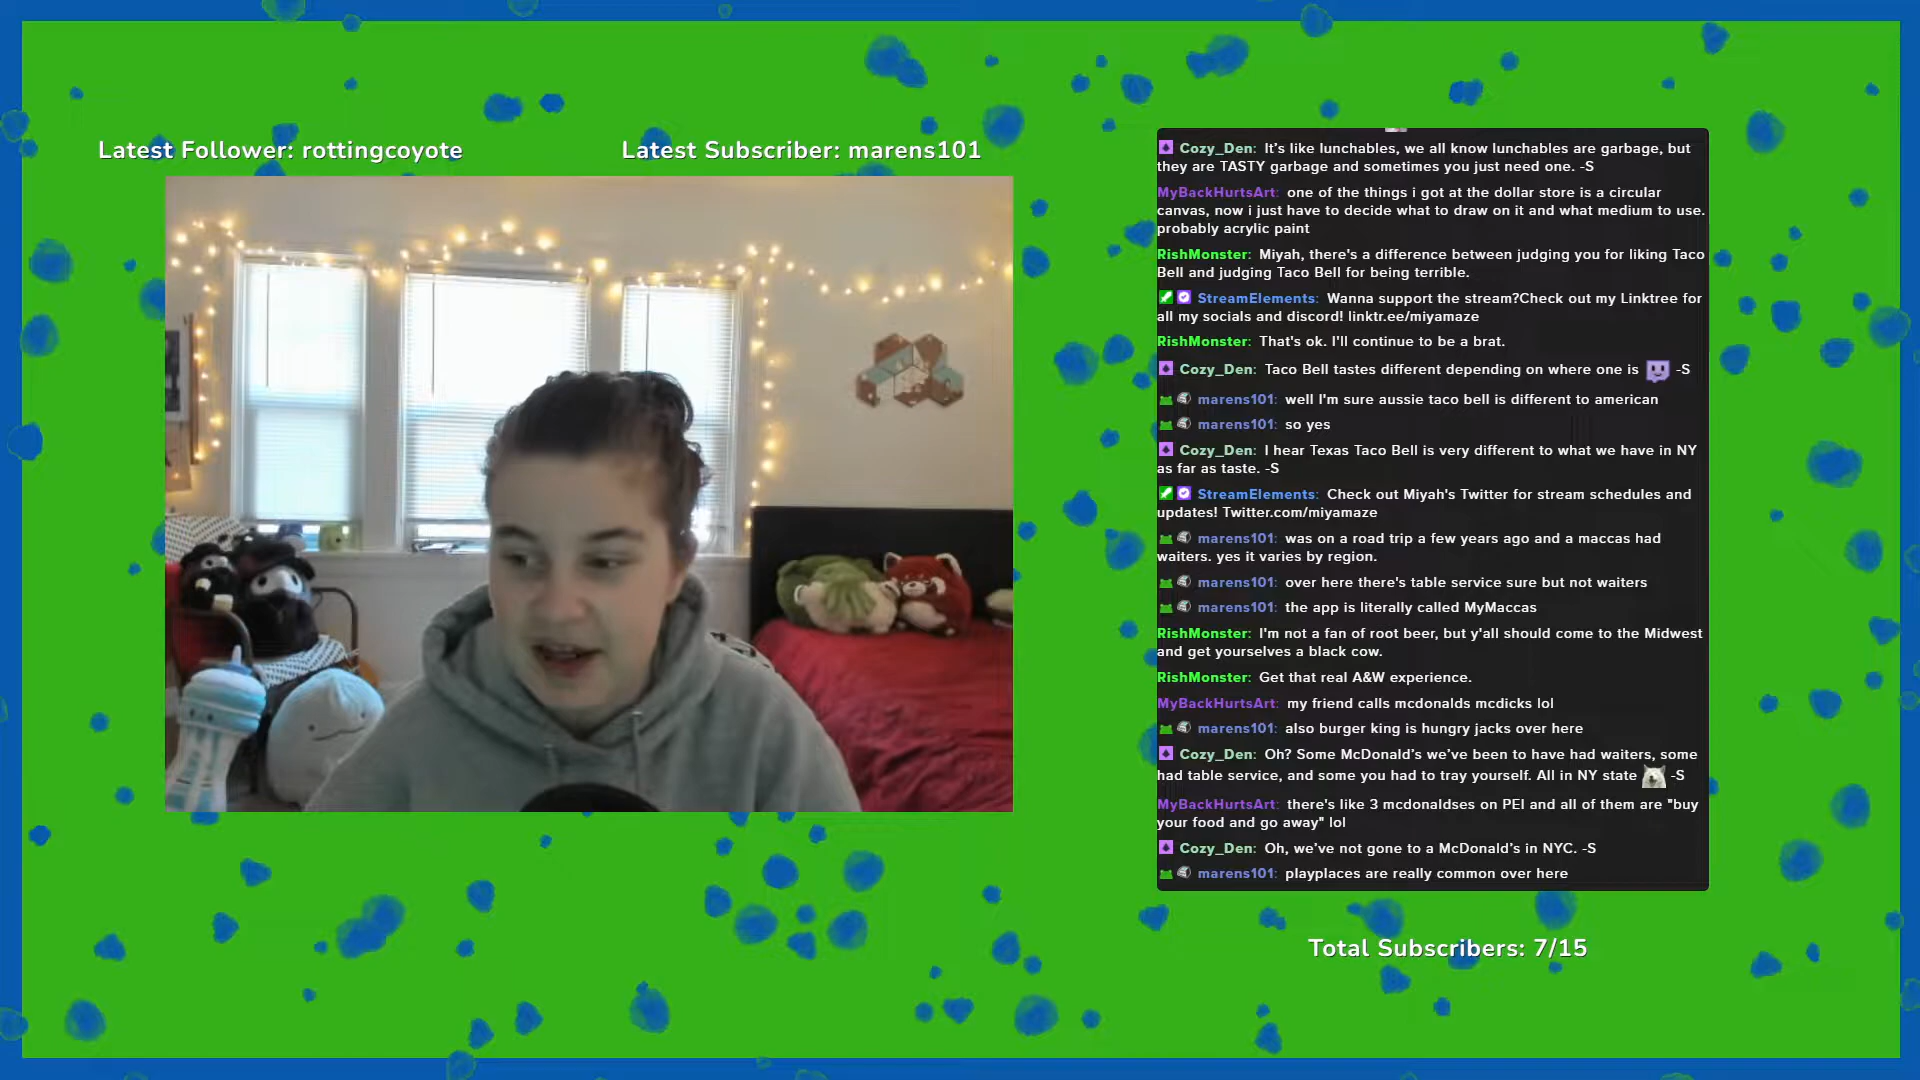 Latest Follower: rottingcoyote
Latest Subscriber: marens101
Cozy_Den: It's like lunchables, we all know lunchables are garbage, but
they are TASTY garbage and sometimes you just need one. -S
MyBackHurtsArt: one of the things i got at the dollar store is a circular
canvas, now i just have to decide what to draw on it and what medium to use.
probably acrylic paint
RishMonster: Miyah, there's a difference between judging you for liking Taco
Bell and judging Taco Bell for being terrible.
StreamElements: Wanna support the stream?Check out my Linktree for
all my socials and discord! linktr.ee/miyamaze
RishMonster: That's ok. I'll continue to be a brat.
Cozy_Den: Taco Bell tastes different depending on where one is -S
marens101: well I'm sure aussie taco bell is different to american
marens101: so yes
Cozy_Den: I hear Texas Taco Bell is very different to what we have in NY
as far as taste. -S
StreamElements: Check out Miyah's Twitter for stream schedules and
updates! Twitter.com/miyamaze
marens101: was on a road trip a few years ago and a maccas had
waiters. yes it varies by region.
marens101: over here there's table service sure but not waiters
marens101: the app is literally called MyMaccas
RishMonster: I'm not a fan of root beer, but y'all should come to the Midwest
and get yourselves a black cow.
RishMonster: Get that real A&W experience.
MyBackHurtsArt: my friend calls mcdonalds mcdicks lol
marens101: also burger king is hungry jacks over here
Cozy_Den: Oh? Some McDonald's we've been to have had waiters, some
had table service, and some you had to tray yourself. All in NY state -S
MyBackHurtsArt: there's like 3 mcdonaldses on PEI and all of them are "buy
your food and go away" lol
Cozy_Den: Oh, we've not gone to a McDonald's in NYC. -S
marens101: playplaces are really common over here
Total Subscribers: 7/15